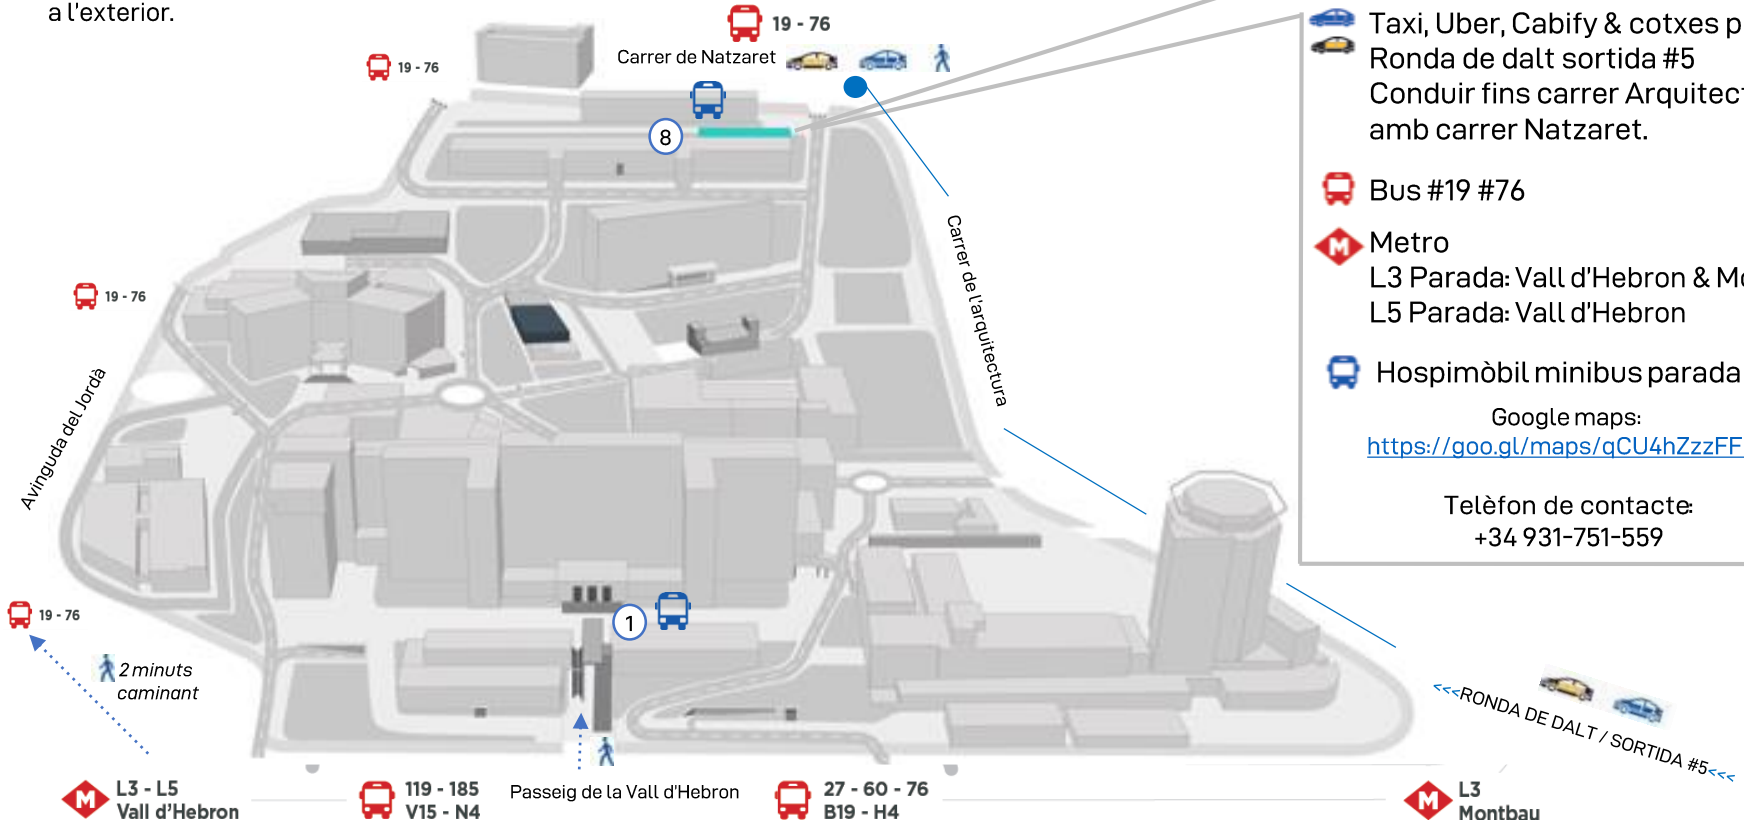 a l'exterior.
19 - 76
19 - 76
Carrer de Natzaret
8
19 - 76
Carrer de l'arquitectura
Avinguda del Jordà
1
19 - 76
2 minuts
caminant
<<<RONDA DE DALT / SORTIDA #5<<<
L3 - L5
Vall d'Hebron
119 - 185
V15 - N4
Passeig de la Vall d'Hebron
27 - 60 - 76
B19 - H4
L3
Montbau
Taxi, Uber, Cabify & cotxes p
Ronda de dalt sortida #5
Conduir fins carrer Arquitect
amb carrer Natzaret.
Bus #19 #76
Metro
L3 Parada: Vall d'Hebron & Mo
L5 Parada: Vall d'Hebron
Hospimòbil minibus parada
Google maps:
https://goo.gl/maps/qCU4hZzzFF
Telèfon de contacte:
+34 931-751-559